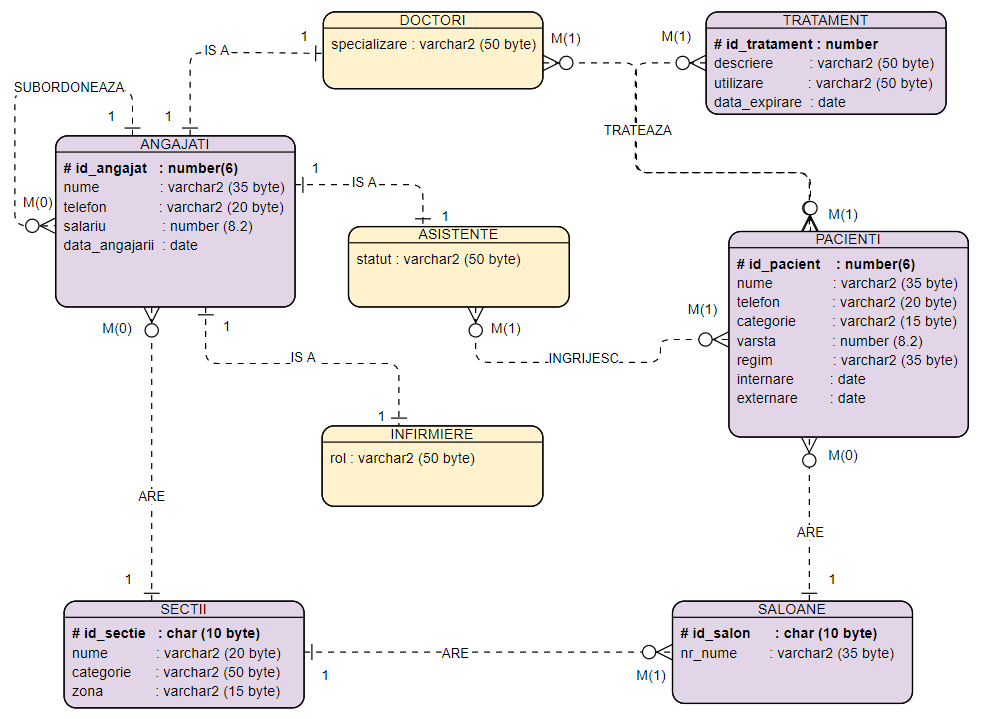 DOCTORI
specializare : varchar2 (50 byte)
1
IS A
M(1)
M(1)
TRATAMENT
# id_tratament : number
descriere : varchar2 (50 byte)
utilizare : varchar2 (50 byte)
data_expirare : date
SUBORDONEAZA
1
1
TRATEAZA
ANGAJATI
# id_angajat : number(6)
nume : varchar2 (35 byte)
telefon : varchar2 (20 byte)
salariu : number (8.2)
data_angajarii : date
M(0)
1
IS A
1
ASISTENTE
statut : varchar2 (50 byte)
M(1)
PACIENTI
# id_pacient : number(6)
nume : varchar2 (35 byte)
telefon : varchar2 (20 byte)
categorie : varchar2 (15 byte)
varsta : number (8.2)
regim : varchar2 (35 byte)
internare : date
externare : date
M(1)
M(0)
1
M(1)
INGRIJESC
IS A
1
INFIRMIERE
rol : varchar2 (50 byte)
M(0)
ARE
ARE
1
1
SECTII
# id_sectie : char (10 byte)
nume : varchar2 (20 byte)
categorie : varchar2 (50 byte)
zona : varchar2 (15 byte)
ARE
1
M(1)
SALOANE
# id_salon : char (10 byte)
nr_nume : varchar2 (35 byte)